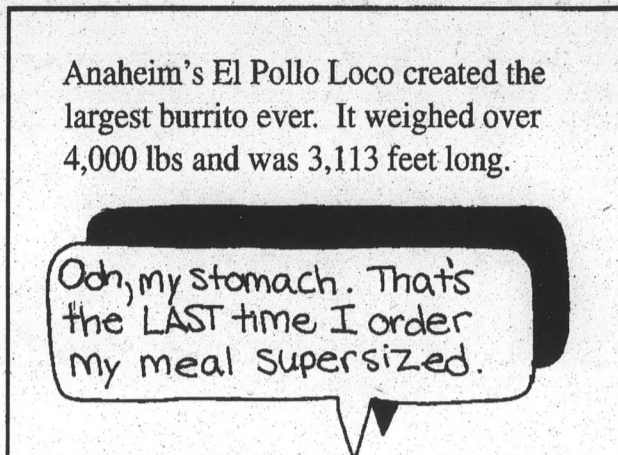 Anaheim's El Pollo Loco created the
largest burrito ever. It weighed over
4,000 lbs and was 3,113 feet long.
Ooh, my stomach. That's
the LAST time I order
my meal supersized.